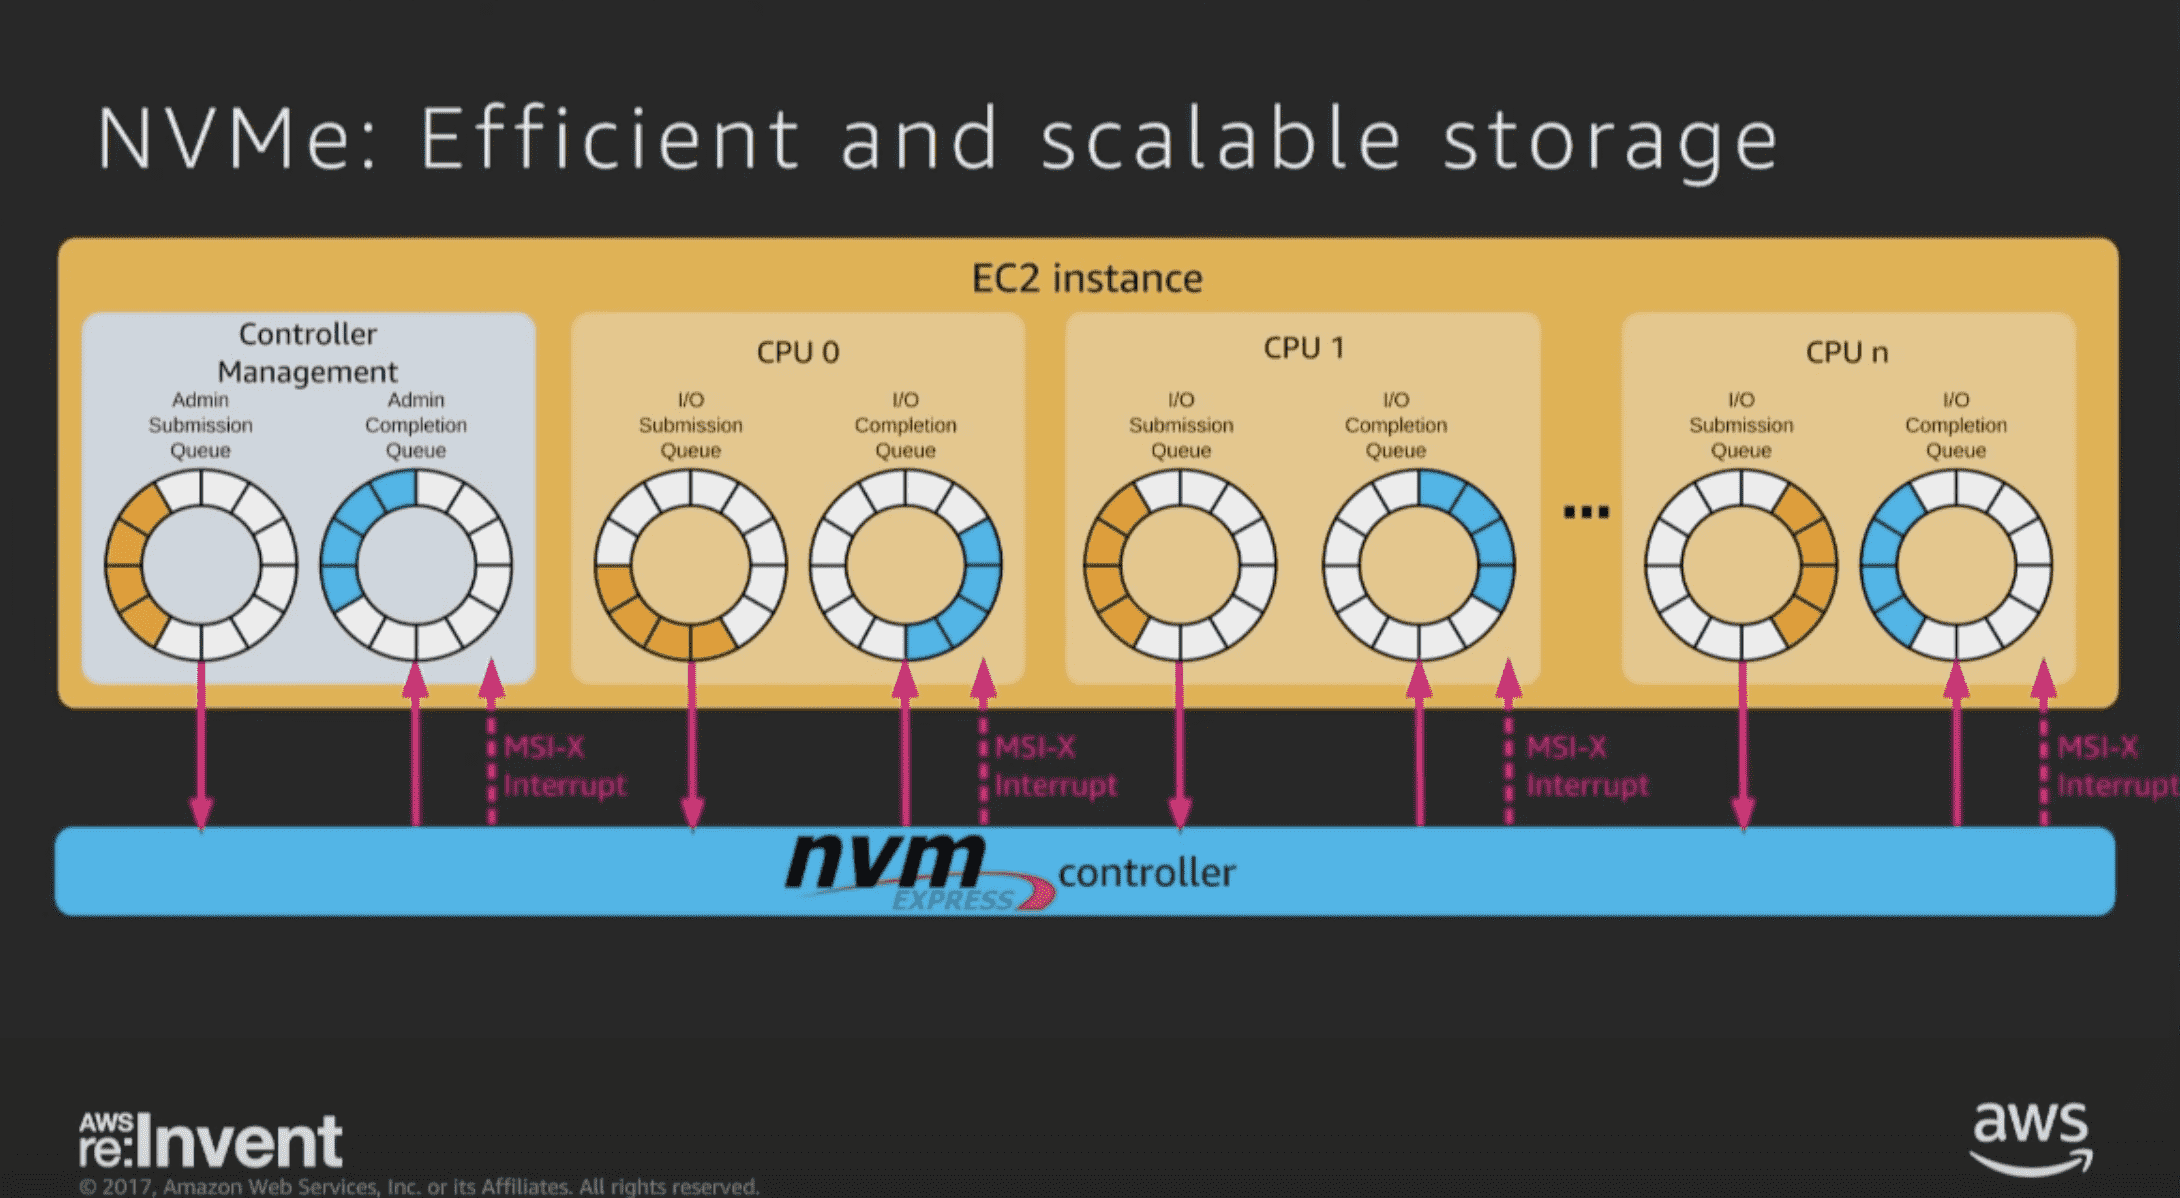 NVMe: Efficient and scalable storage
EC2 instance
Controller
Management
Admin
Submission
Queue
Admin
Completion
Queue
CPU 0
I/O
Submission
Queue
I/O
Completion
Queue
CPU 1
I/O
Submission
Queue
I/O
Completion
Queue
...
CPU n
I/O
Submission
Queue
I/O
Completion
Queue
MSI-X
Interrupt
MSI-X
Interrupt
MSI-X
Interrupt
MSI-X
Interrupt
nvm
EXPRESS
controller
AWS
re:Invent
© 2017, Amazon Web Services, Inc. or its Affiliates. All rights reserved.
aws